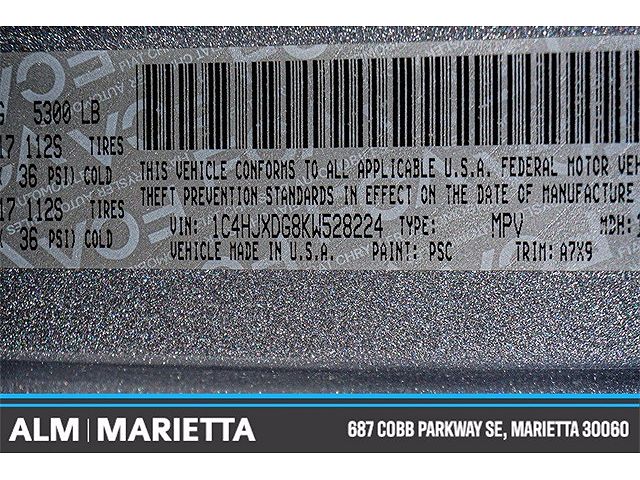 5300 LB
112S TIRES
36 PSI) COLD
THIS VEHICLE CONFORMS TO ALL APPLICABLE U.S.A. FEDERAL MOTOR
THEFT PREVENTION STANDARDS IN EFFECT ON THE DATE OF MANUFACTURE
17 112S
36 PSI) COLD
VIN: 1C4HJXDG8KW528224 TYPE: MPV MDH:
VEHICLE MADE IN U.S.A. PAINT: PSC TRIM: A7X9
ALM | MARIETTA
687 COBB PARKWAY SE, MARIETTA 30060